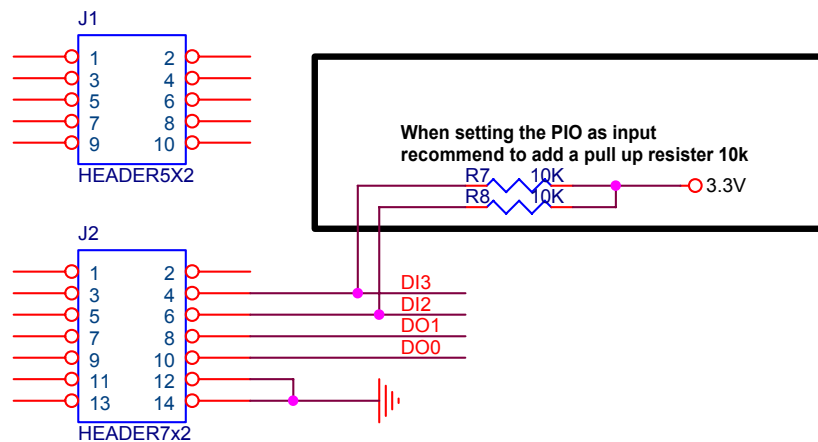 J1
1 2
3 4
5 6
7 8
9 10
HEADER5X2
When setting the PIO as input
recommend to add a pull up resister 10k
R7 10K
R8 10K
3.3V
J2
1 2
3 4 DI3
5 6 DI2
7 8 DO1
9 10 DO0
11 12
13 14
HEADER7x2